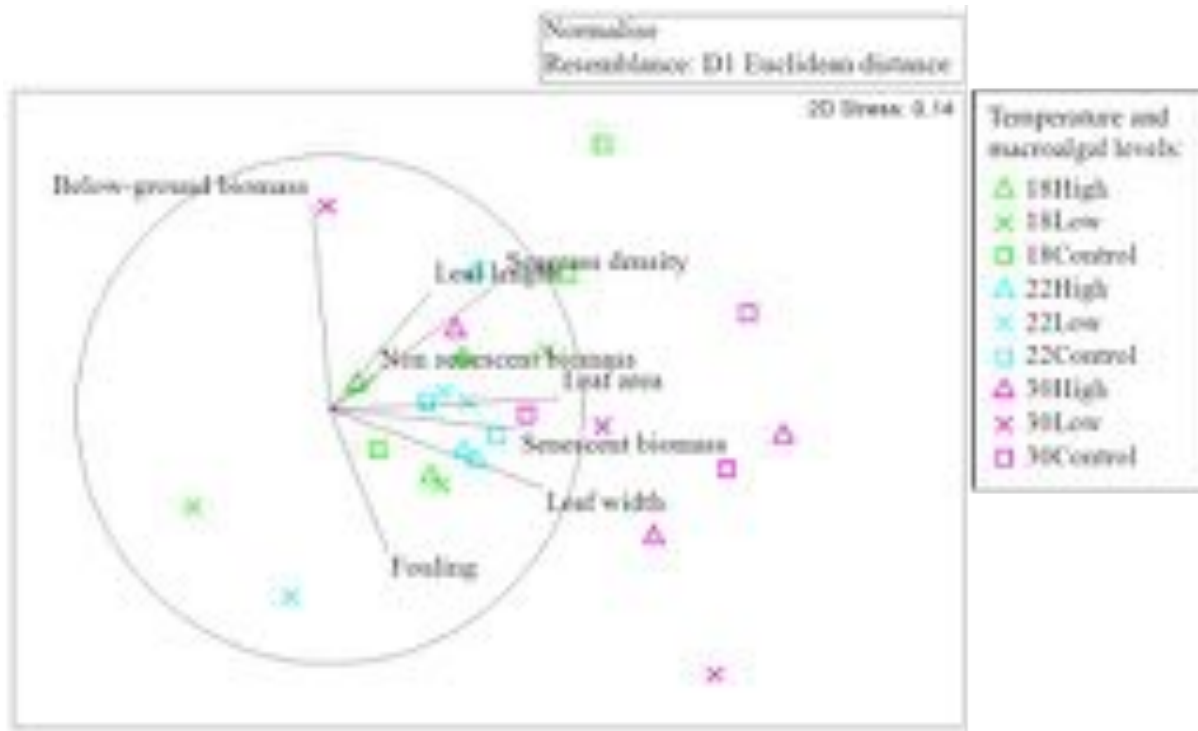 Normalise
Resemblance: D1 Euclidean distance
2D Stress: 0.14
Temperature and
macroalgal levels:
18High
18Low
18Control
22High
22Low
22Control
30High
30Low
30Control
Below-ground biomass
Seagrass density
Leaf length
Non senescent biomass
Leaf area
Senescent biomass
Leaf width
Fouling